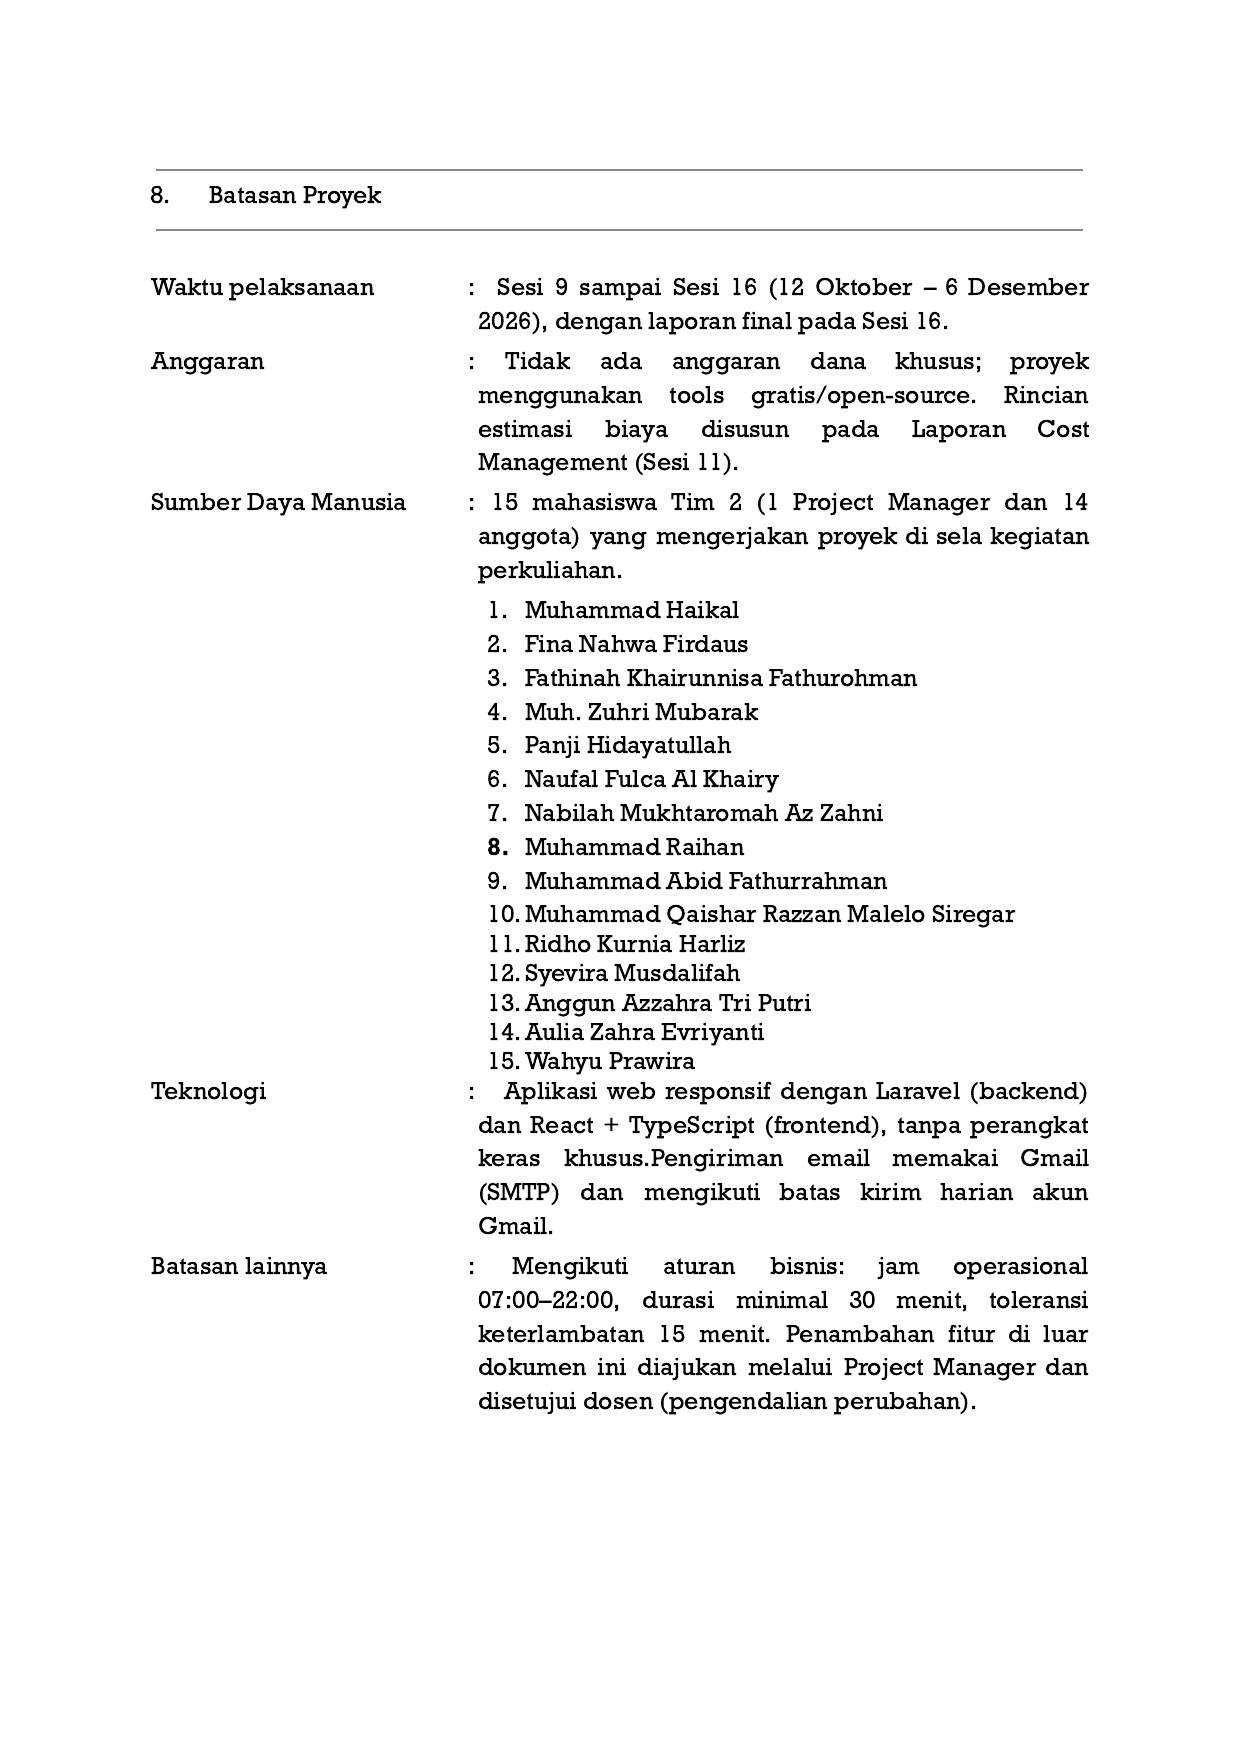 8. Batasan Proyek
Waktu pelaksanaan : Sesi 9 sampai Sesi 16 (12 Oktober – 6 Desember
2026), dengan laporan final pada Sesi 16.
Anggaran : Tidak ada anggaran dana khusus; proyek
menggunakan tools gratis/open-source. Rincian
estimasi biaya disusun pada Laporan Cost
Management (Sesi 11).
Sumber Daya Manusia : 15 mahasiswa Tim 2 (1 Project Manager dan 14
anggota) yang mengerjakan proyek di sela kegiatan
perkuliahan.
1. Muhammad Haikal
2. Fina Nahwa Firdaus
3. Fathinah Khairunnisa Fathurohman
4. Muh. Zuhri Mubarak
5. Panji Hidayatullah
6. Naufal Fulca Al Khairy
7. Nabilah Mukhtaromah Az Zahni
8. Muhammad Raihan
9. Muhammad Abid Fathurrahman
10. Muhammad Qaishar Razzan Malelo Siregar
11. Ridho Kurnia Harliz
12. Syevira Musdalifah
13. Anggun Azzahra Tri Putri
14. Aulia Zahra Evriyanti
15. Wahyu Prawira
Teknologi : Aplikasi web responsif dengan Laravel (backend)
dan React + TypeScript (frontend), tanpa perangkat
keras khusus.Pengiriman email memakai Gmail
(SMTP) dan mengikuti batas kirim harian akun
Gmail.
Batasan lainnya : Mengikuti aturan bisnis: jam operasional
07:00–22:00, durasi minimal 30 menit, toleransi
keterlambatan 15 menit. Penambahan fitur di luar
dokumen ini diajukan melalui Project Manager dan
disetujui dosen (pengendalian perubahan).